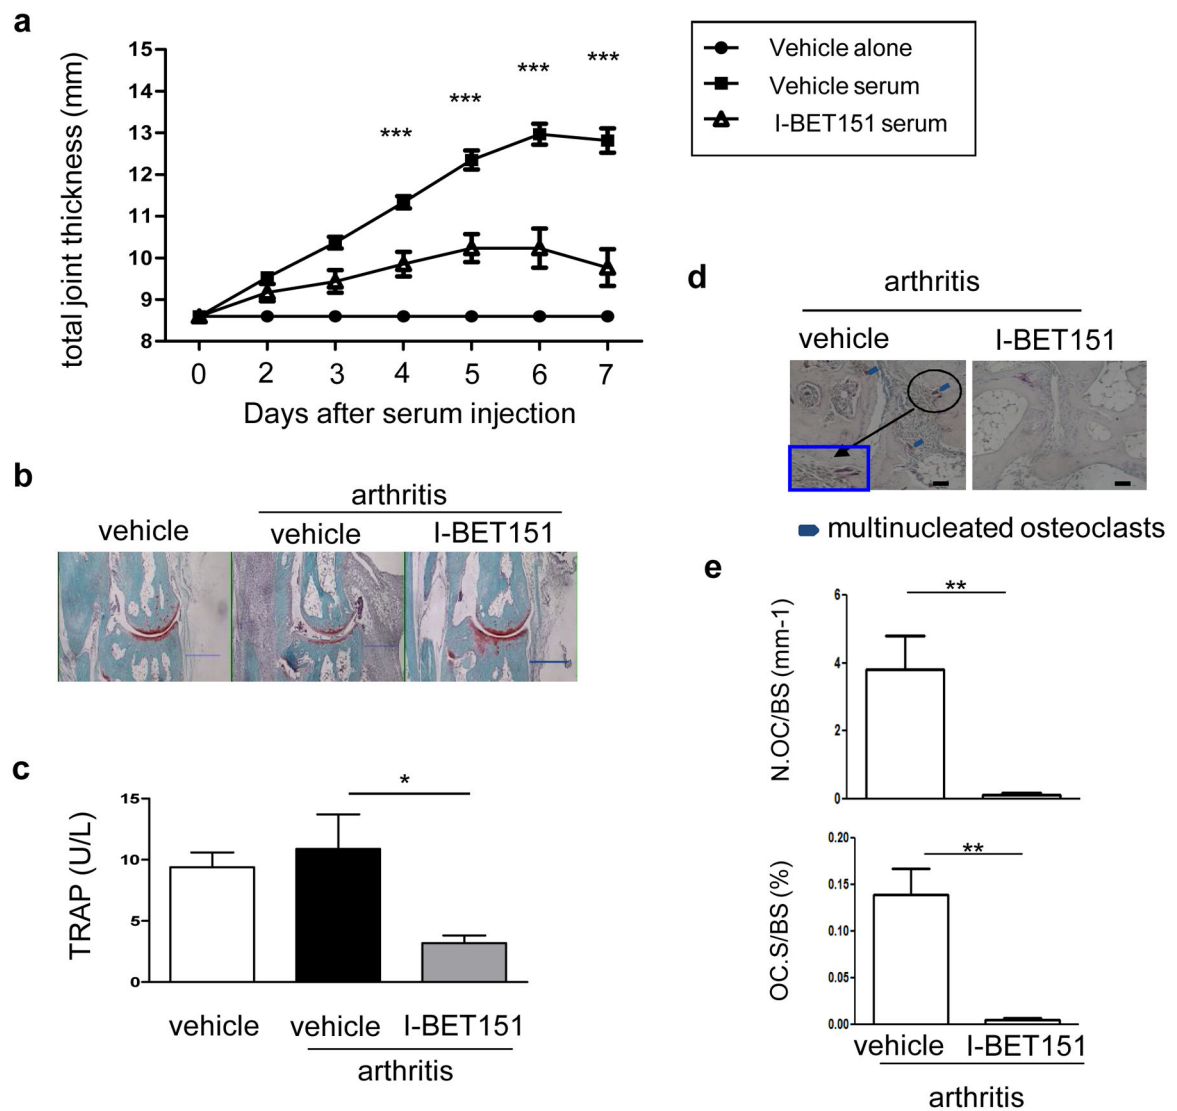 a
total joint thickness (mm)
15
14
13
12
11
10
9
8
***
***
***
***
0 2 3 4 5 6 7
Days after serum injection
Vehicle alone
Vehicle serum
I-BET151 serum
b
arthritis
vehicle vehicle I-BET151
c
TRAP (U/L)
15
10
5
0
*
vehicle vehicle I-BET151
arthritis
d
arthritis
vehicle I-BET151
multinucleated osteoclasts
e
N.OC/BS (mm-1)
6
4
2
0
**
OC.S/BS (%)
0.20
0.15
0.10
0.05
0.00
**
vehicle I-BET151
arthritis